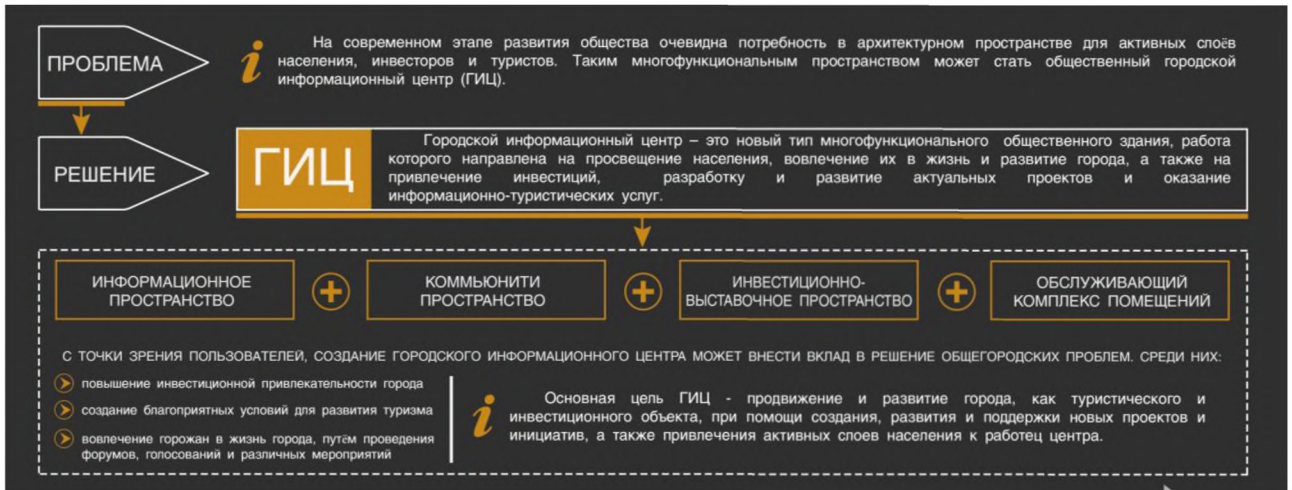 ПРОБЛЕМА
На современном этапе развития общества очевидна потребность в архитектурном пространстве для активных слоёв
населения, инвесторов и туристов. Таким многофункциональным пространством может стать общественный городской
информационный центр (ГИЦ).
РЕШЕНИЕ
ГИЦ
Городской информационный центр – это новый тип многофункционального общественного здания, работа
которого направлена на просвещение населения, вовлечение их в жизнь и развитие города, а также на
привлечение инвестиций, разработку и развитие актуальных проектов и оказание
информационно-туристических услуг.
ИНФОРМАЦИОННОЕ
ПРОСТРАНСТВО
КОММЬЮНИТИ
ПРОСТРАНСТВО
ИНВЕСТИЦИОННО-
ВЫСТАВОЧНОЕ ПРОСТРАНСТВО
ОБСЛУЖИВАЮЩИЙ
КОМПЛЕКС ПОМЕЩЕНИЙ
С ТОЧКИ ЗРЕНИЯ ПОЛЬЗОВАТЕЛЕЙ, СОЗДАНИЕ ГОРОДСКОГО ИНФОРМАЦИОННОГО ЦЕНТРА МОЖЕТ ВНЕСТИ ВКЛАД В РЕШЕНИЕ ОБЩЕГОРОДСКИХ ПРОБЛЕМ. СРЕДИ НИХ:
повышение инвестиционной привлекательности города
создание благоприятных условий для развития туризма
вовлечение горожан в жизнь города, путём проведения
форумов, голосований и различных мероприятий
Основная цель ГИЦ - продвижение и развитие города, как туристического и
инвестиционного объекта, при помощи создания, развития и поддержки новых проектов и
инициатив, а также привлечения активных слоев населения к работец центра.